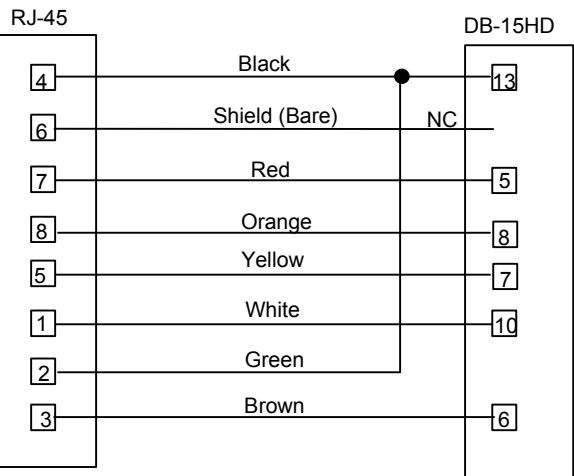 RJ-45
DB-15HD
4 Black 13
6 Shield (Bare) NC
7 Red 5
8 Orange 8
5 Yellow 7
1 White 10
2 Green
3 Brown 6